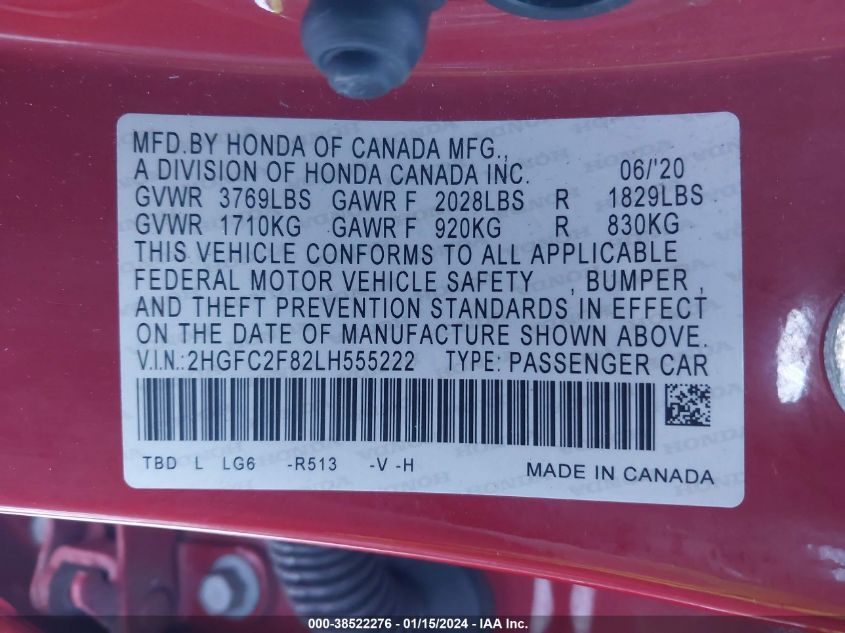 MFD.BY HONDA OF CANADA MFG.,
A DIVISION OF HONDA CANADA INC. 06/'20
GVWR 3769LBS GAWR F 2028LBS R 1829LBS
GVWR 1710KG GAWR F 920KG R 830KG
THIS VEHICLE CONFORMS TO ALL APPLICABLE
FEDERAL MOTOR VEHICLE SAFETY , BUMPER ,
AND THEFT PREVENTION STANDARDS IN EFFECT
ON THE DATE OF MANUFACTURE SHOWN ABOVE.
V.I.N.:2HGFC2F82LH555222 TYPE: PASSENGER CAR
TBD L LG6 -R513 -V -H MADE IN CANADA
000-38522276 - 01/15/2024 - IAA Inc.